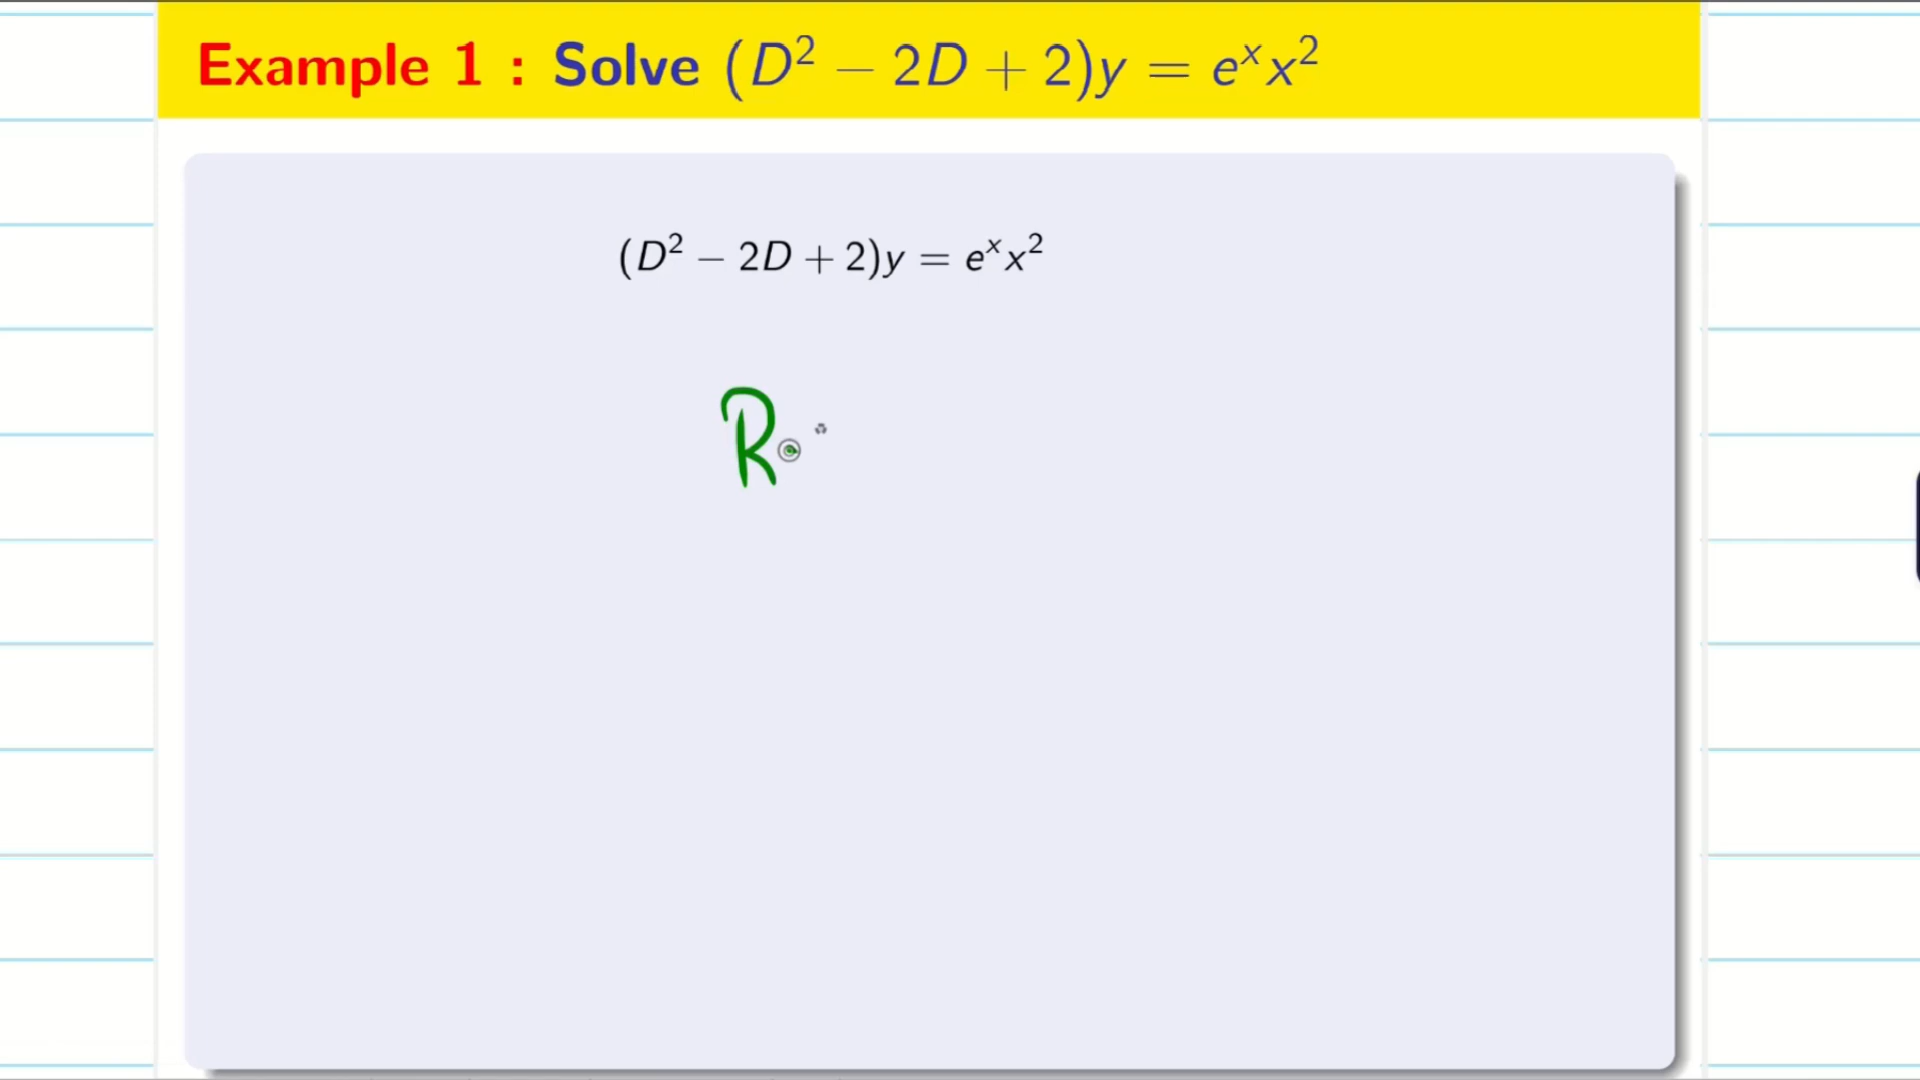 Example 1 : Solve (D² − 2D + 2)y = eˣx²
(D² − 2D + 2)y = eˣx²
R